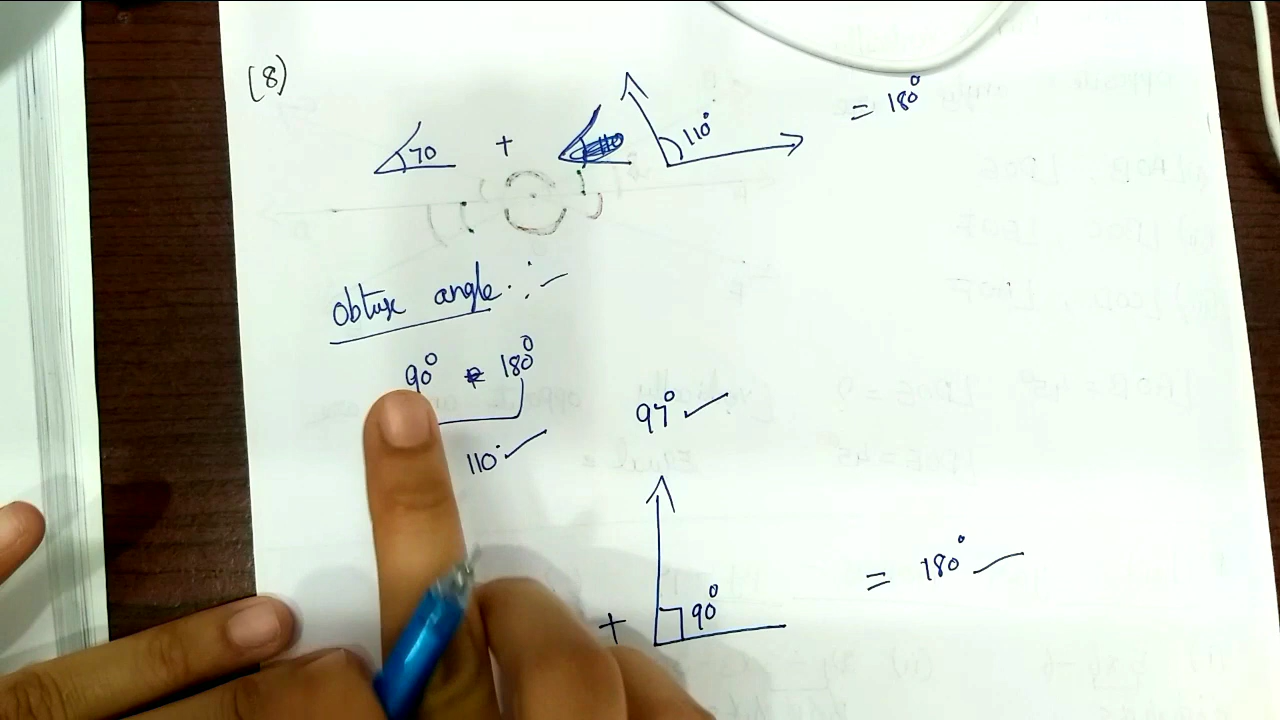 (8)
70 + 110° = 180°
Obtuse angle :-
90° 180°
97°
110°
+ 90° = 180°